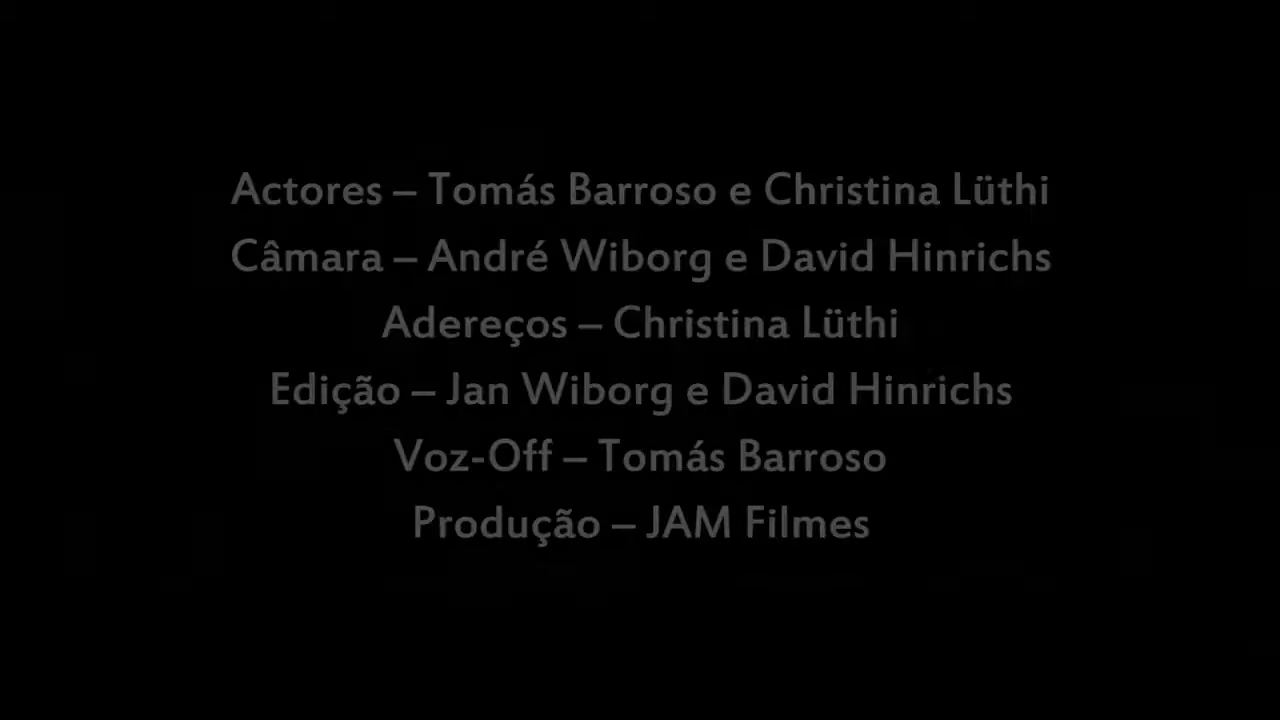 Actores – Tomás Barroso e Christina Lüthi
Câmara – André Wiborg e David Hinrichs
Adereços – Christina Lüthi
Edição – Jan Wiborg e David Hinrichs
Voz-Off – Tomás Barroso
Produção – JAM Filmes